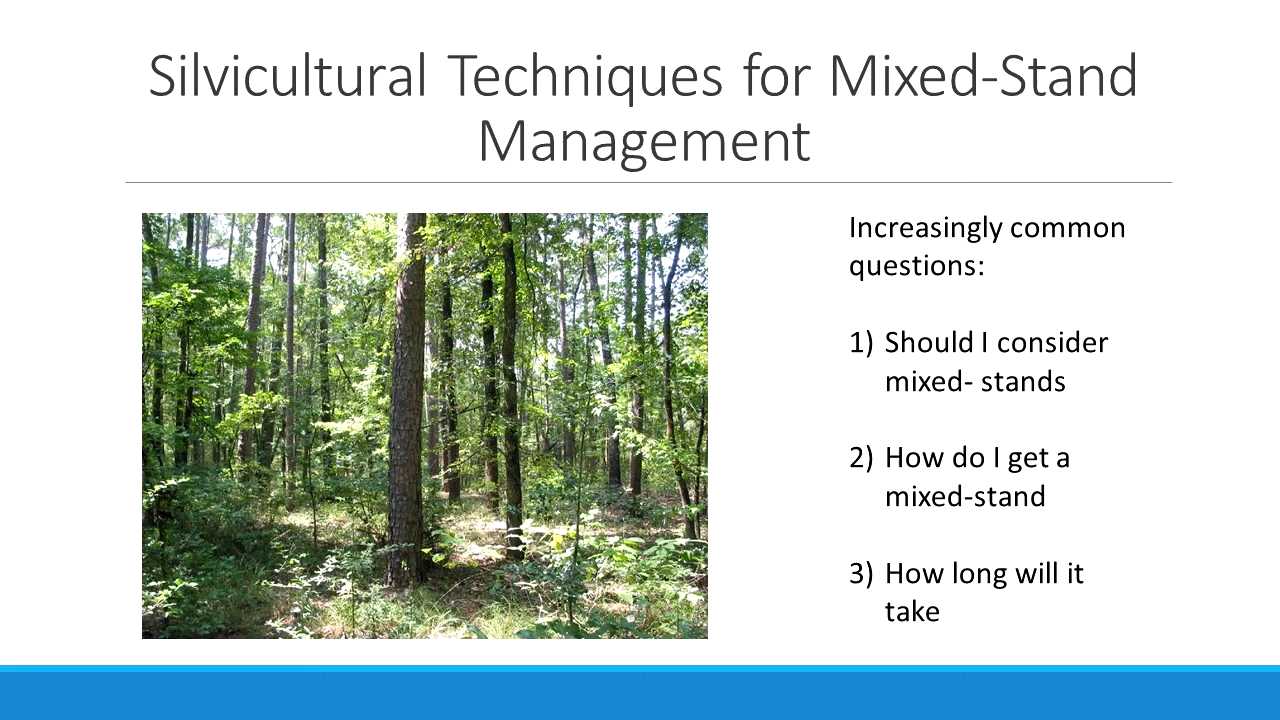 Silvicultural Techniques for Mixed-Stand
Management
Increasingly common
questions:
1) Should I consider
mixed- stands
2) How do I get a
mixed-stand
3) How long will it
take